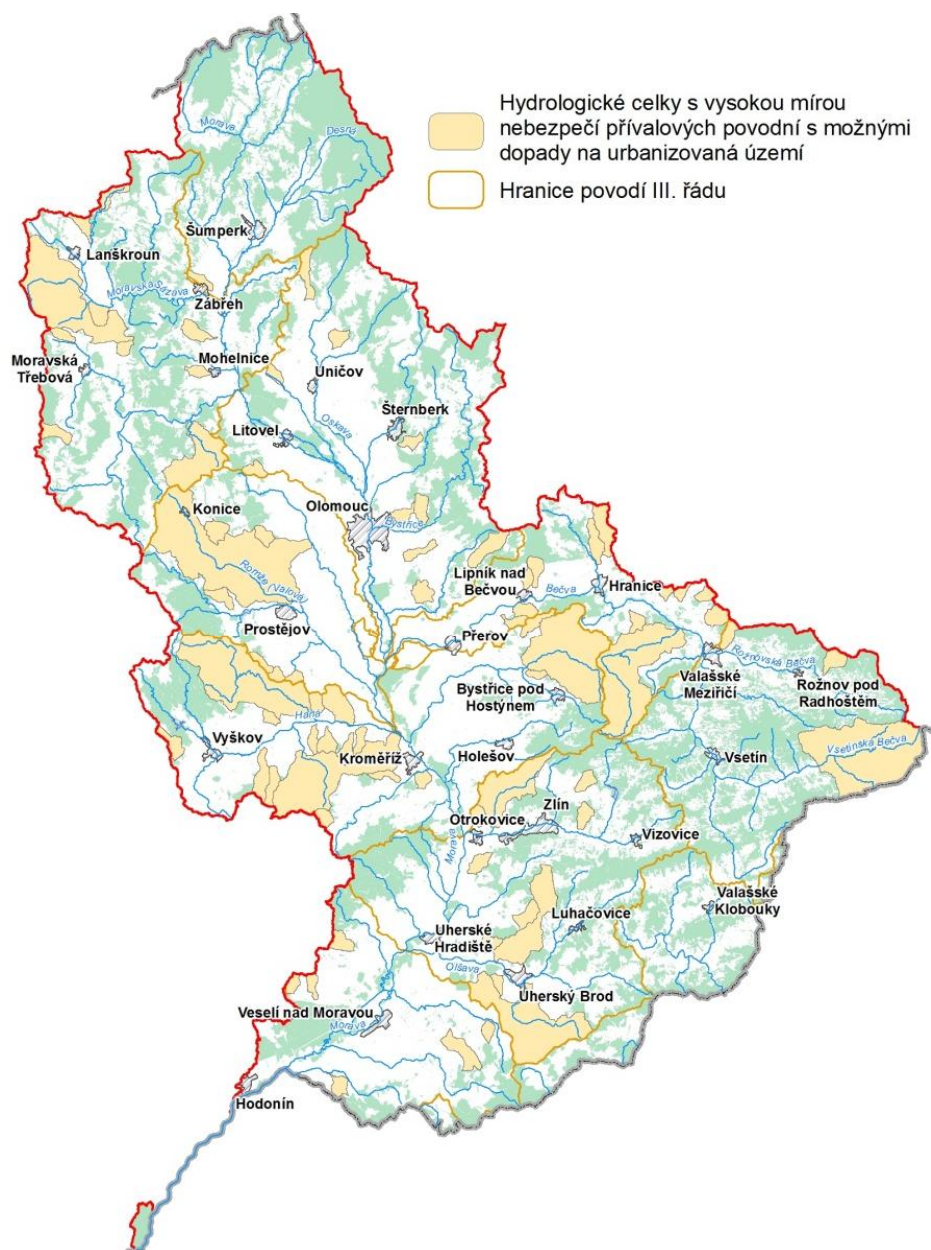 Hydrologické celky s vysokou mírou
nebezpečí přívalových povodní s možnými
dopady na urbanizovaná území
Hranice povodí III. řádu
Morava
Desná
Šumperk
Lanškroun
Moravská Sázava
Zábřeh
Moravská
Třebová
Mohelnice
Uničov
Oskava
Šternberk
Litovel
Konice
Olomouc
Bystřice
Romže (Valová)
Lipník nad
Bečvou
Bečva
Hranice
Prostějov
Přerov
Valašské
Meziříčí
Rožnovská Bečva
Rožnov pod
Radhoštěm
Bystřice pod
Hostýnem
Haná
Vyškov
Kroměříž
Holešov
Vsetín
Vsetínská Bečva
Zlín
Otrokovice
Morava
Vizovice
Valašské
Klobouky
Luhačovice
Uherské
Hradiště
Olšava
Uherský Brod
Veselí nad Moravou
Morava
Hodonín